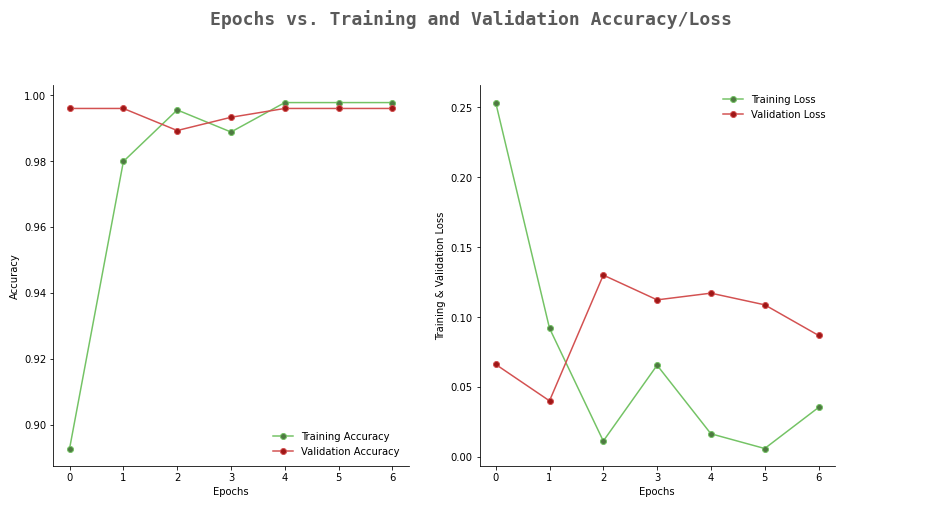 Epochs vs. Training and Validation Accuracy/Loss
1.00
0.98
0.96
0.94
0.92
0.90
Accuracy
0
1
2
3
4
5
6
Epochs
Training Accuracy
Validation Accuracy
0.25
0.20
0.15
0.10
0.05
0.00
Training & Validation Loss
0
1
2
3
4
5
6
Epochs
Training Loss
Validation Loss